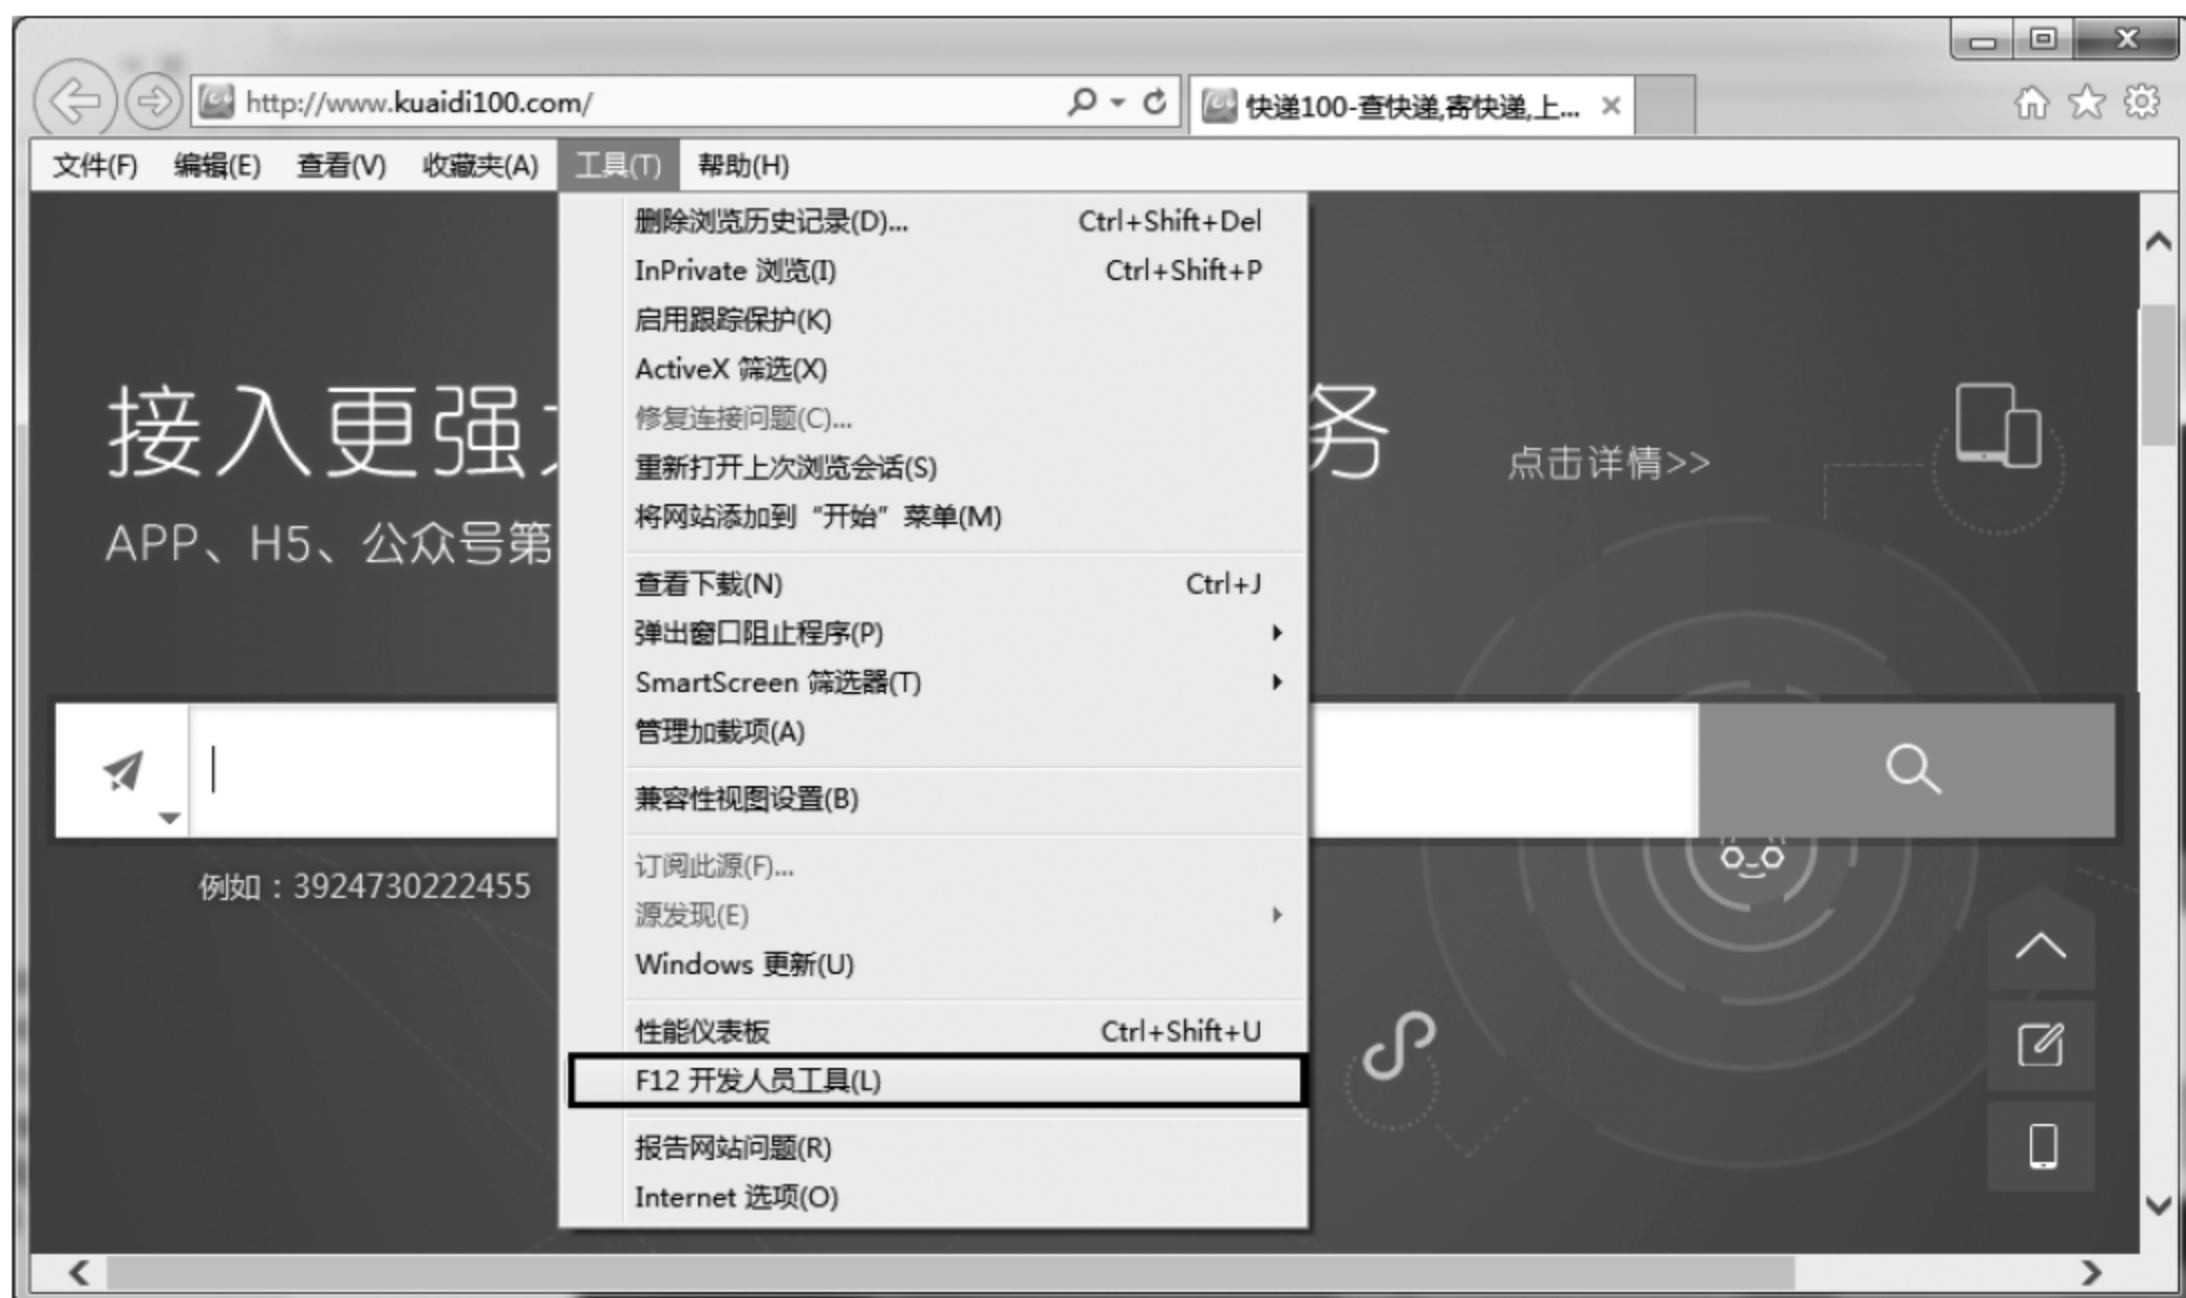 http://www.kuaidi100.com/
快递100-查快递,寄快递,上...
文件(F) 编辑(E) 查看(V) 收藏夹(A) 工具(T) 帮助(H)
删除浏览历史记录(D)... Ctrl+Shift+Del
InPrivate 浏览(I) Ctrl+Shift+P
启用跟踪保护(K)
ActiveX 筛选(X)
修复连接问题(C)...
重新打开上次浏览会话(S)
将网站添加到“开始”菜单(M)
查看下载(N) Ctrl+J
弹出窗口阻止程序(P)
SmartScreen 筛选器(T)
管理加载项(A)
兼容性视图设置(B)
订阅此源(F)...
源发现(E)
Windows 更新(U)
性能仪表板 Ctrl+Shift+U
F12 开发人员工具(L)
报告网站问题(R)
Internet 选项(O)
接入更强
务
点击详情>>
APP、H5、公众号第
例如：3924730222455